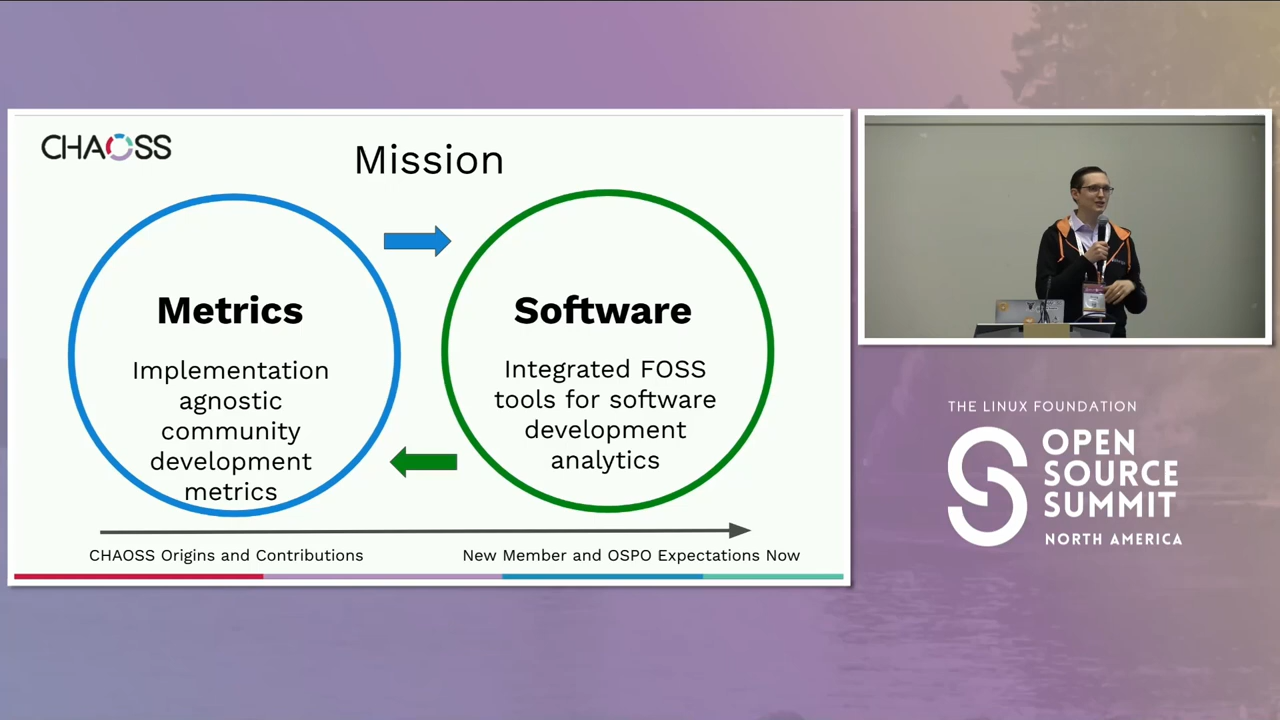 CHAOSS
Mission
Metrics
Implementation
agnostic
community
development
metrics
Software
Integrated FOSS
tools for software
development
analytics
CHAOSS Origins and Contributions
New Member and OSPO Expectations Now
THE LINUX FOUNDATION
OPEN
SOURCE
SUMMIT
NORTH AMERICA